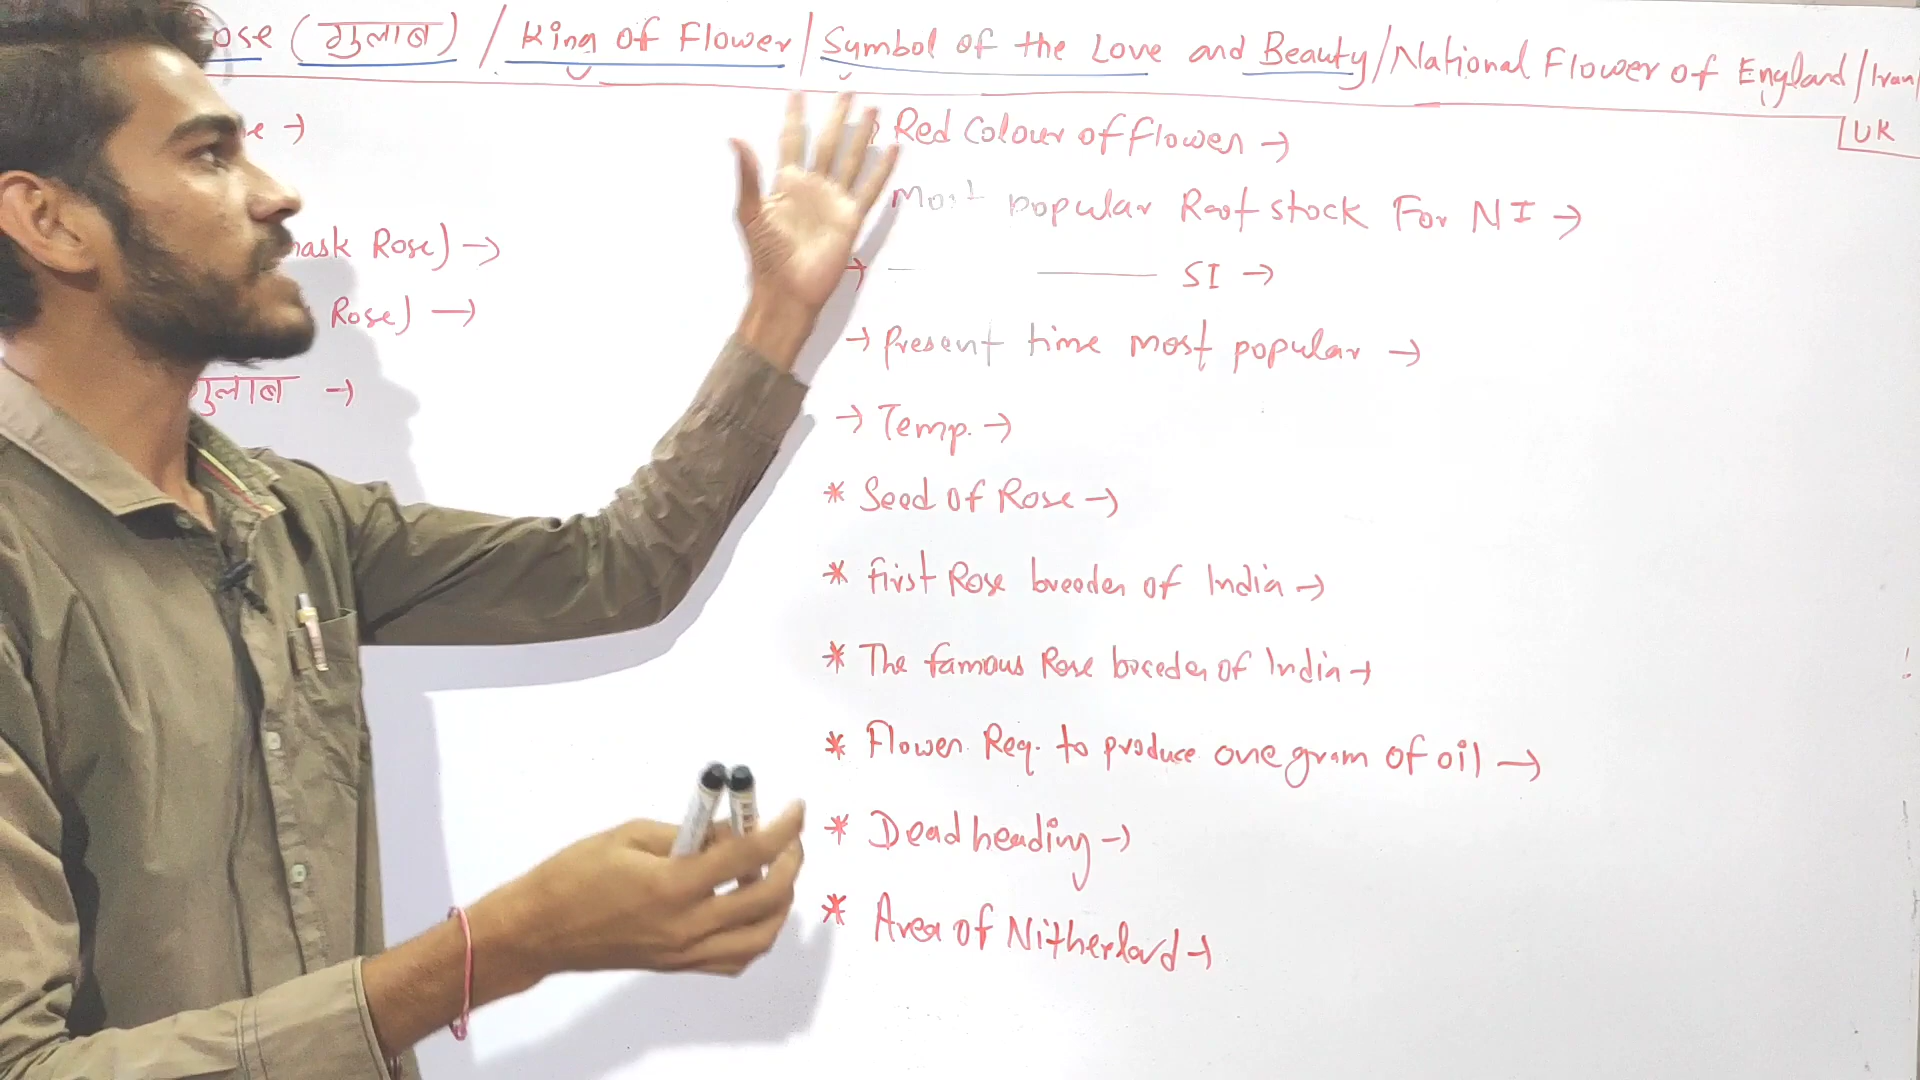 ose (गुलाब) / King of Flower / Symbol of the Love and Beauty / National Flower of England / Iran
UK
e →
mask Rose) →
Rose) →
गुलाब →
Red Colour of flower →
Most popular Root stock For NI →
→ — —— SI →
→ Present time most popular →
→ Temp. →
* Seed of Rose →
* First Rose breeder of India →
* The famous Rose breeder of India →
* Flower Req. to produce one gram of oil →
* Dead heading →
* Area of Nitherland →